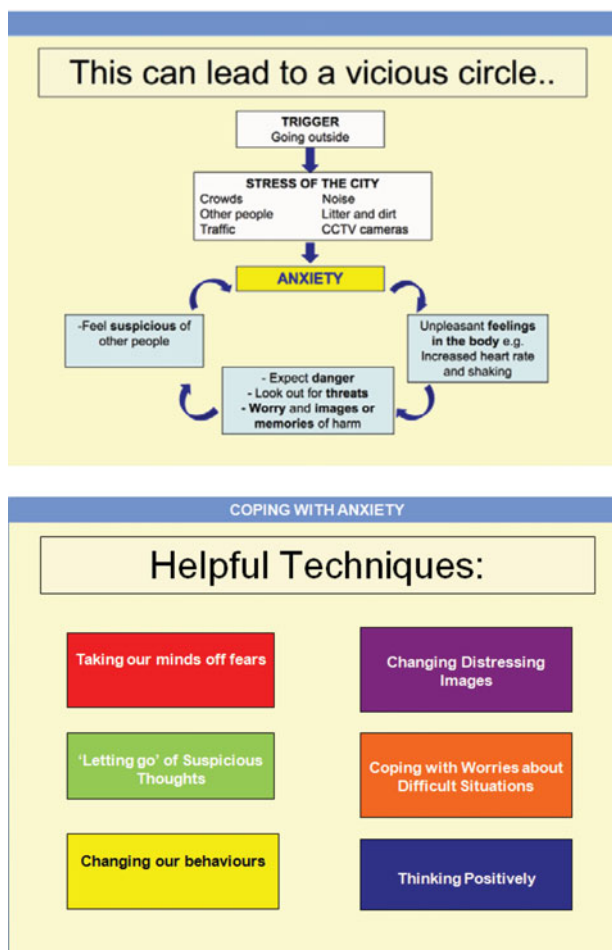 This can lead to a vicious circle..
TRIGGER
Going outside
STRESS OF THE CITY
Crowds Noise
Other people Litter and dirt
Traffic CCTV cameras
ANXIETY
-Feel suspicious of
other people
Unpleasant feelings
in the body e.g.
Increased heart rate
and shaking
- Expect danger
- Look out for threats
- Worry and images or
memories of harm
COPING WITH ANXIETY
Helpful Techniques:
Taking our minds off fears
Changing Distressing
Images
'Letting go' of Suspicious
Thoughts
Coping with Worries about
Difficult Situations
Changing our behaviours
Thinking Positively